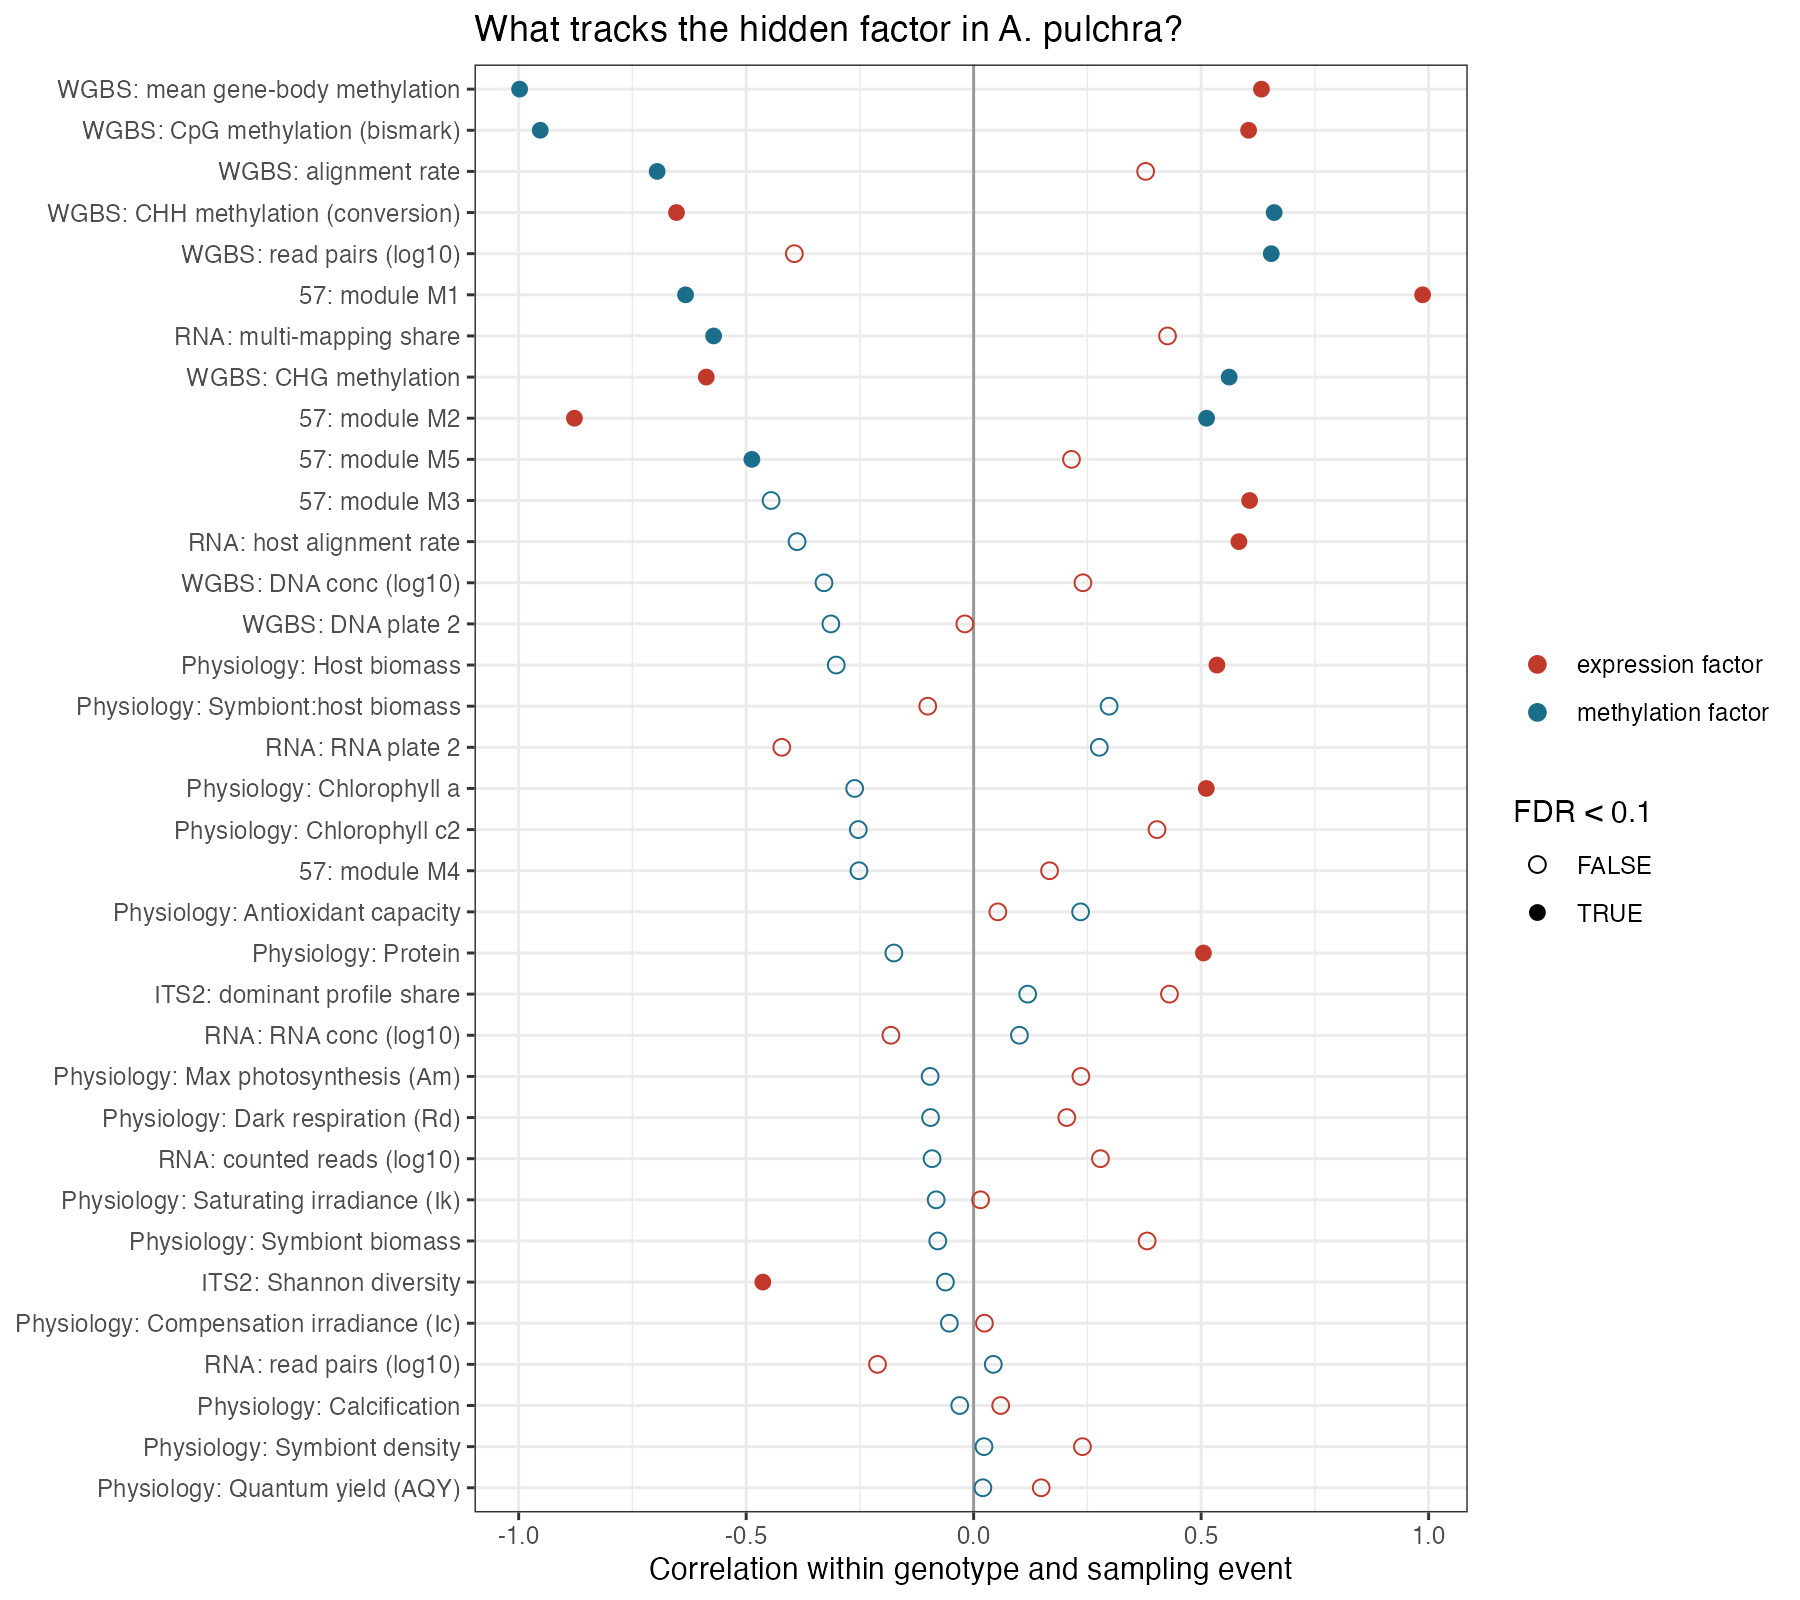 What tracks the hidden factor in A. pulchra?
WGBS: mean gene-body methylation
WGBS: CpG methylation (bismark)
WGBS: alignment rate
WGBS: CHH methylation (conversion)
WGBS: read pairs (log10)
57: module M1
RNA: multi-mapping share
WGBS: CHG methylation
57: module M2
57: module M5
57: module M3
RNA: host alignment rate
WGBS: DNA conc (log10)
WGBS: DNA plate 2
Physiology: Host biomass
Physiology: Symbiont:host biomass
RNA: RNA plate 2
Physiology: Chlorophyll a
Physiology: Chlorophyll c2
57: module M4
Physiology: Antioxidant capacity
Physiology: Protein
ITS2: dominant profile share
RNA: RNA conc (log10)
Physiology: Max photosynthesis (Am)
Physiology: Dark respiration (Rd)
RNA: counted reads (log10)
Physiology: Saturating irradiance (Ik)
Physiology: Symbiont biomass
ITS2: Shannon diversity
Physiology: Compensation irradiance (Ic)
RNA: read pairs (log10)
Physiology: Calcification
Physiology: Symbiont density
Physiology: Quantum yield (AQY)
-1.0 -0.5 0.0 0.5 1.0
Correlation within genotype and sampling event
expression factor
methylation factor
FDR < 0.1
FALSE
TRUE